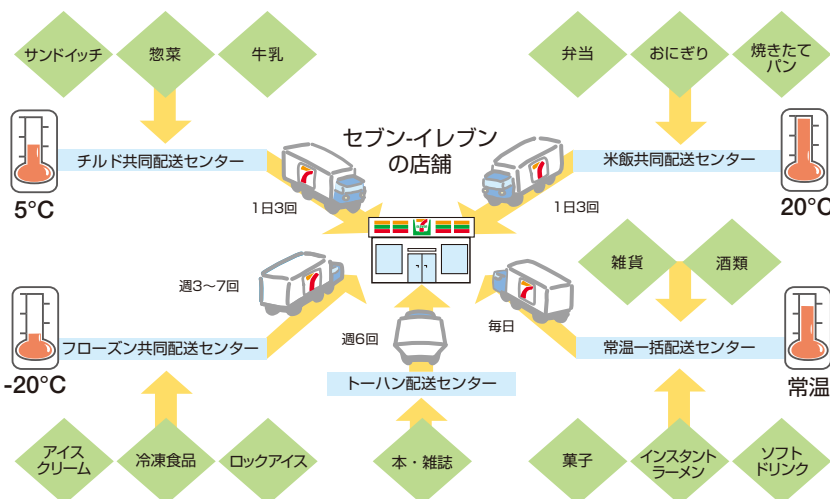 サンドイッチ
惣菜
牛乳
弁当
おにぎり
焼きたて
パン
セブン-イレブン
の店舗
チルド共同配送センター
米飯共同配送センター
5°C
20°C
1日3回
1日3回
7
雑貨
酒類
週3〜7回
毎日
週6回
フローズン共同配送センター
常温一括配送センター
-20°C
常温
トーハン配送センター
アイス
クリーム
冷凍食品
ロックアイス
本・雑誌
菓子
インスタント
ラーメン
ソフト
ドリンク